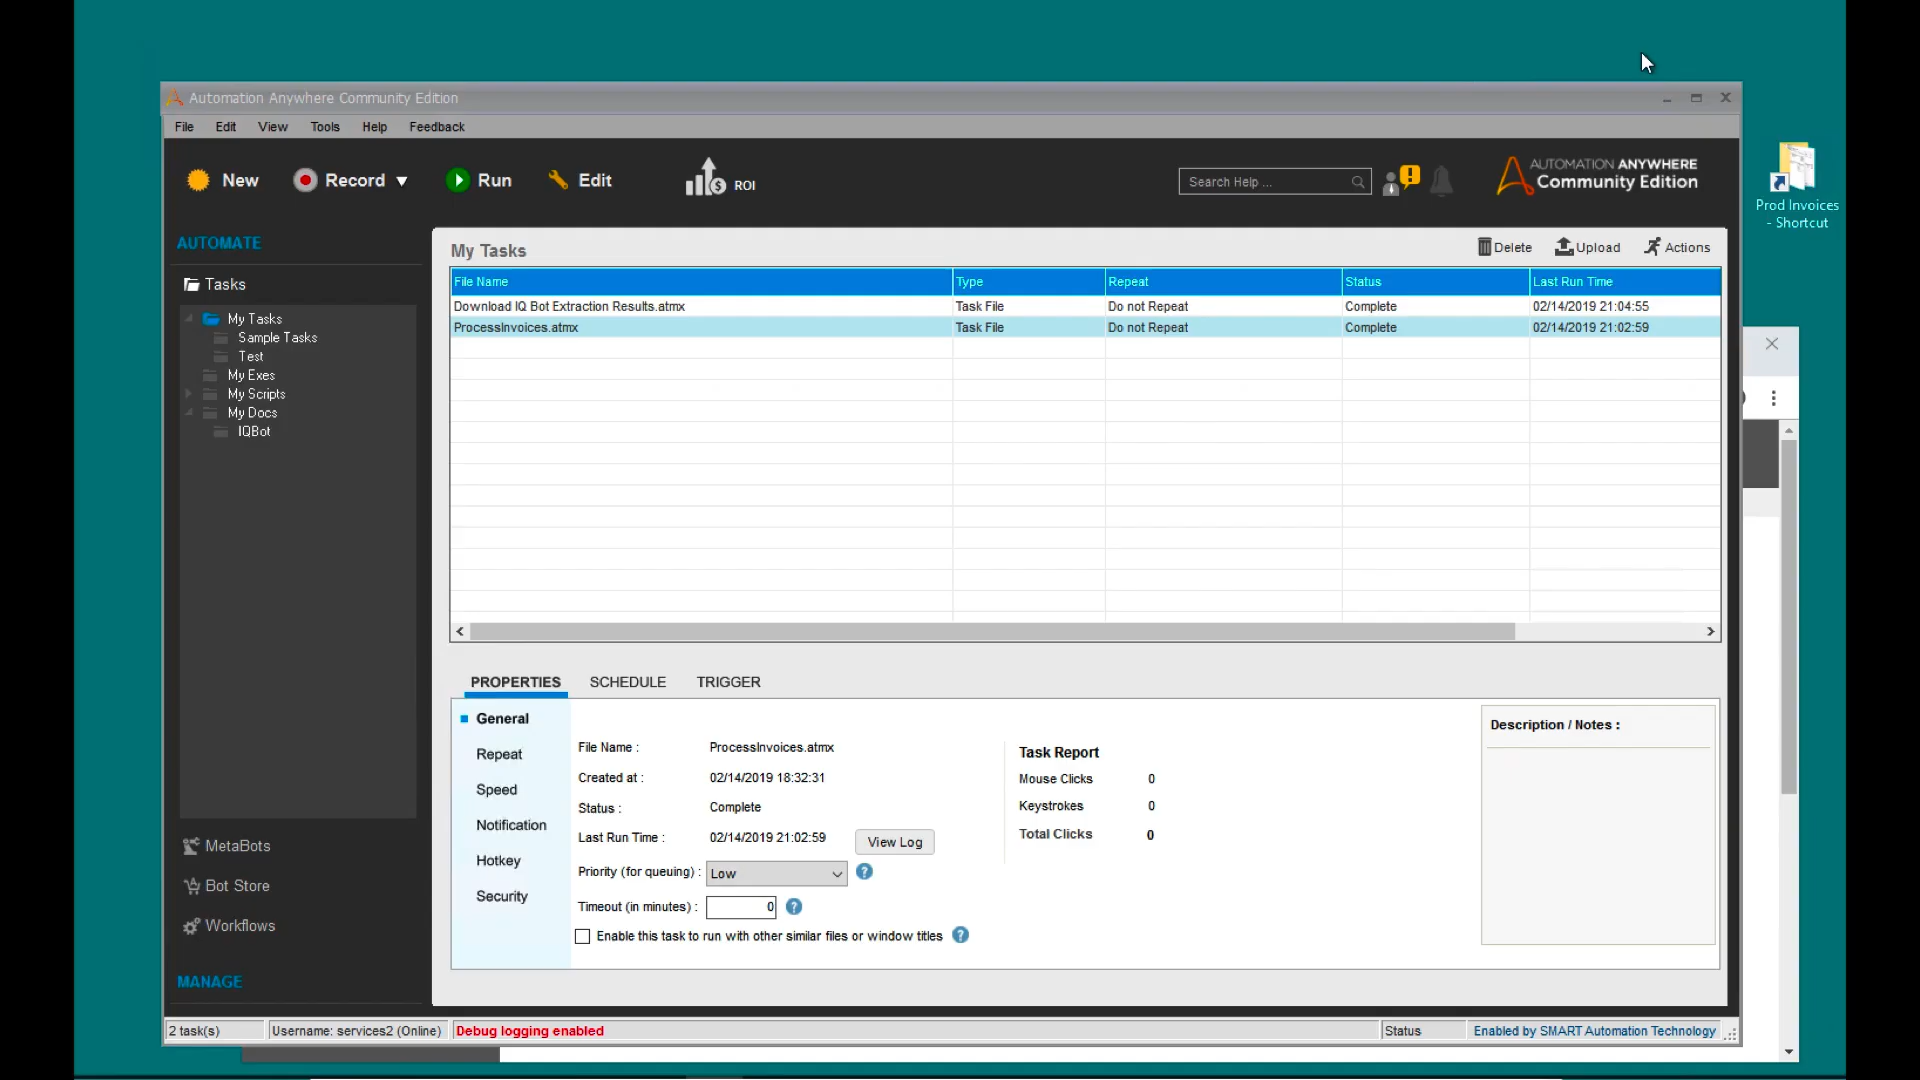 Automation Anywhere Community Edition
File Edit View Tools Help Feedback
New Record Run Edit ROI
Search Help ...
AUTOMATION ANYWHERE
Community Edition
Prod Invoices
- Shortcut
AUTOMATE
Tasks
My Tasks
Sample Tasks
Test
My Exes
My Scripts
My Docs
IQBot
MetaBots
Bot Store
Workflows
MANAGE
My Tasks
Delete Upload Actions
File Name Type Repeat Status Last Run Time
Download IQ Bot Extraction Results.atmx Task File Do not Repeat Complete 02/14/2019 21:04:55
ProcessInvoices.atmx Task File Do not Repeat Complete 02/14/2019 21:02:59
PROPERTIES SCHEDULE TRIGGER
General
Repeat
Speed
Notification
Hotkey
Security
File Name : ProcessInvoices.atmx
Created at : 02/14/2019 18:32:31
Status : Complete
Last Run Time : 02/14/2019 21:02:59 View Log
Priority (for queuing) : Low ?
Timeout (in minutes) : 0 ?
Enable this task to run with other similar files or window titles ?
Task Report
Mouse Clicks 0
Keystrokes 0
Total Clicks 0
Description / Notes :
2 task(s) Username: services2 (Online) Debug logging enabled Status Enabled by SMART Automation Technology